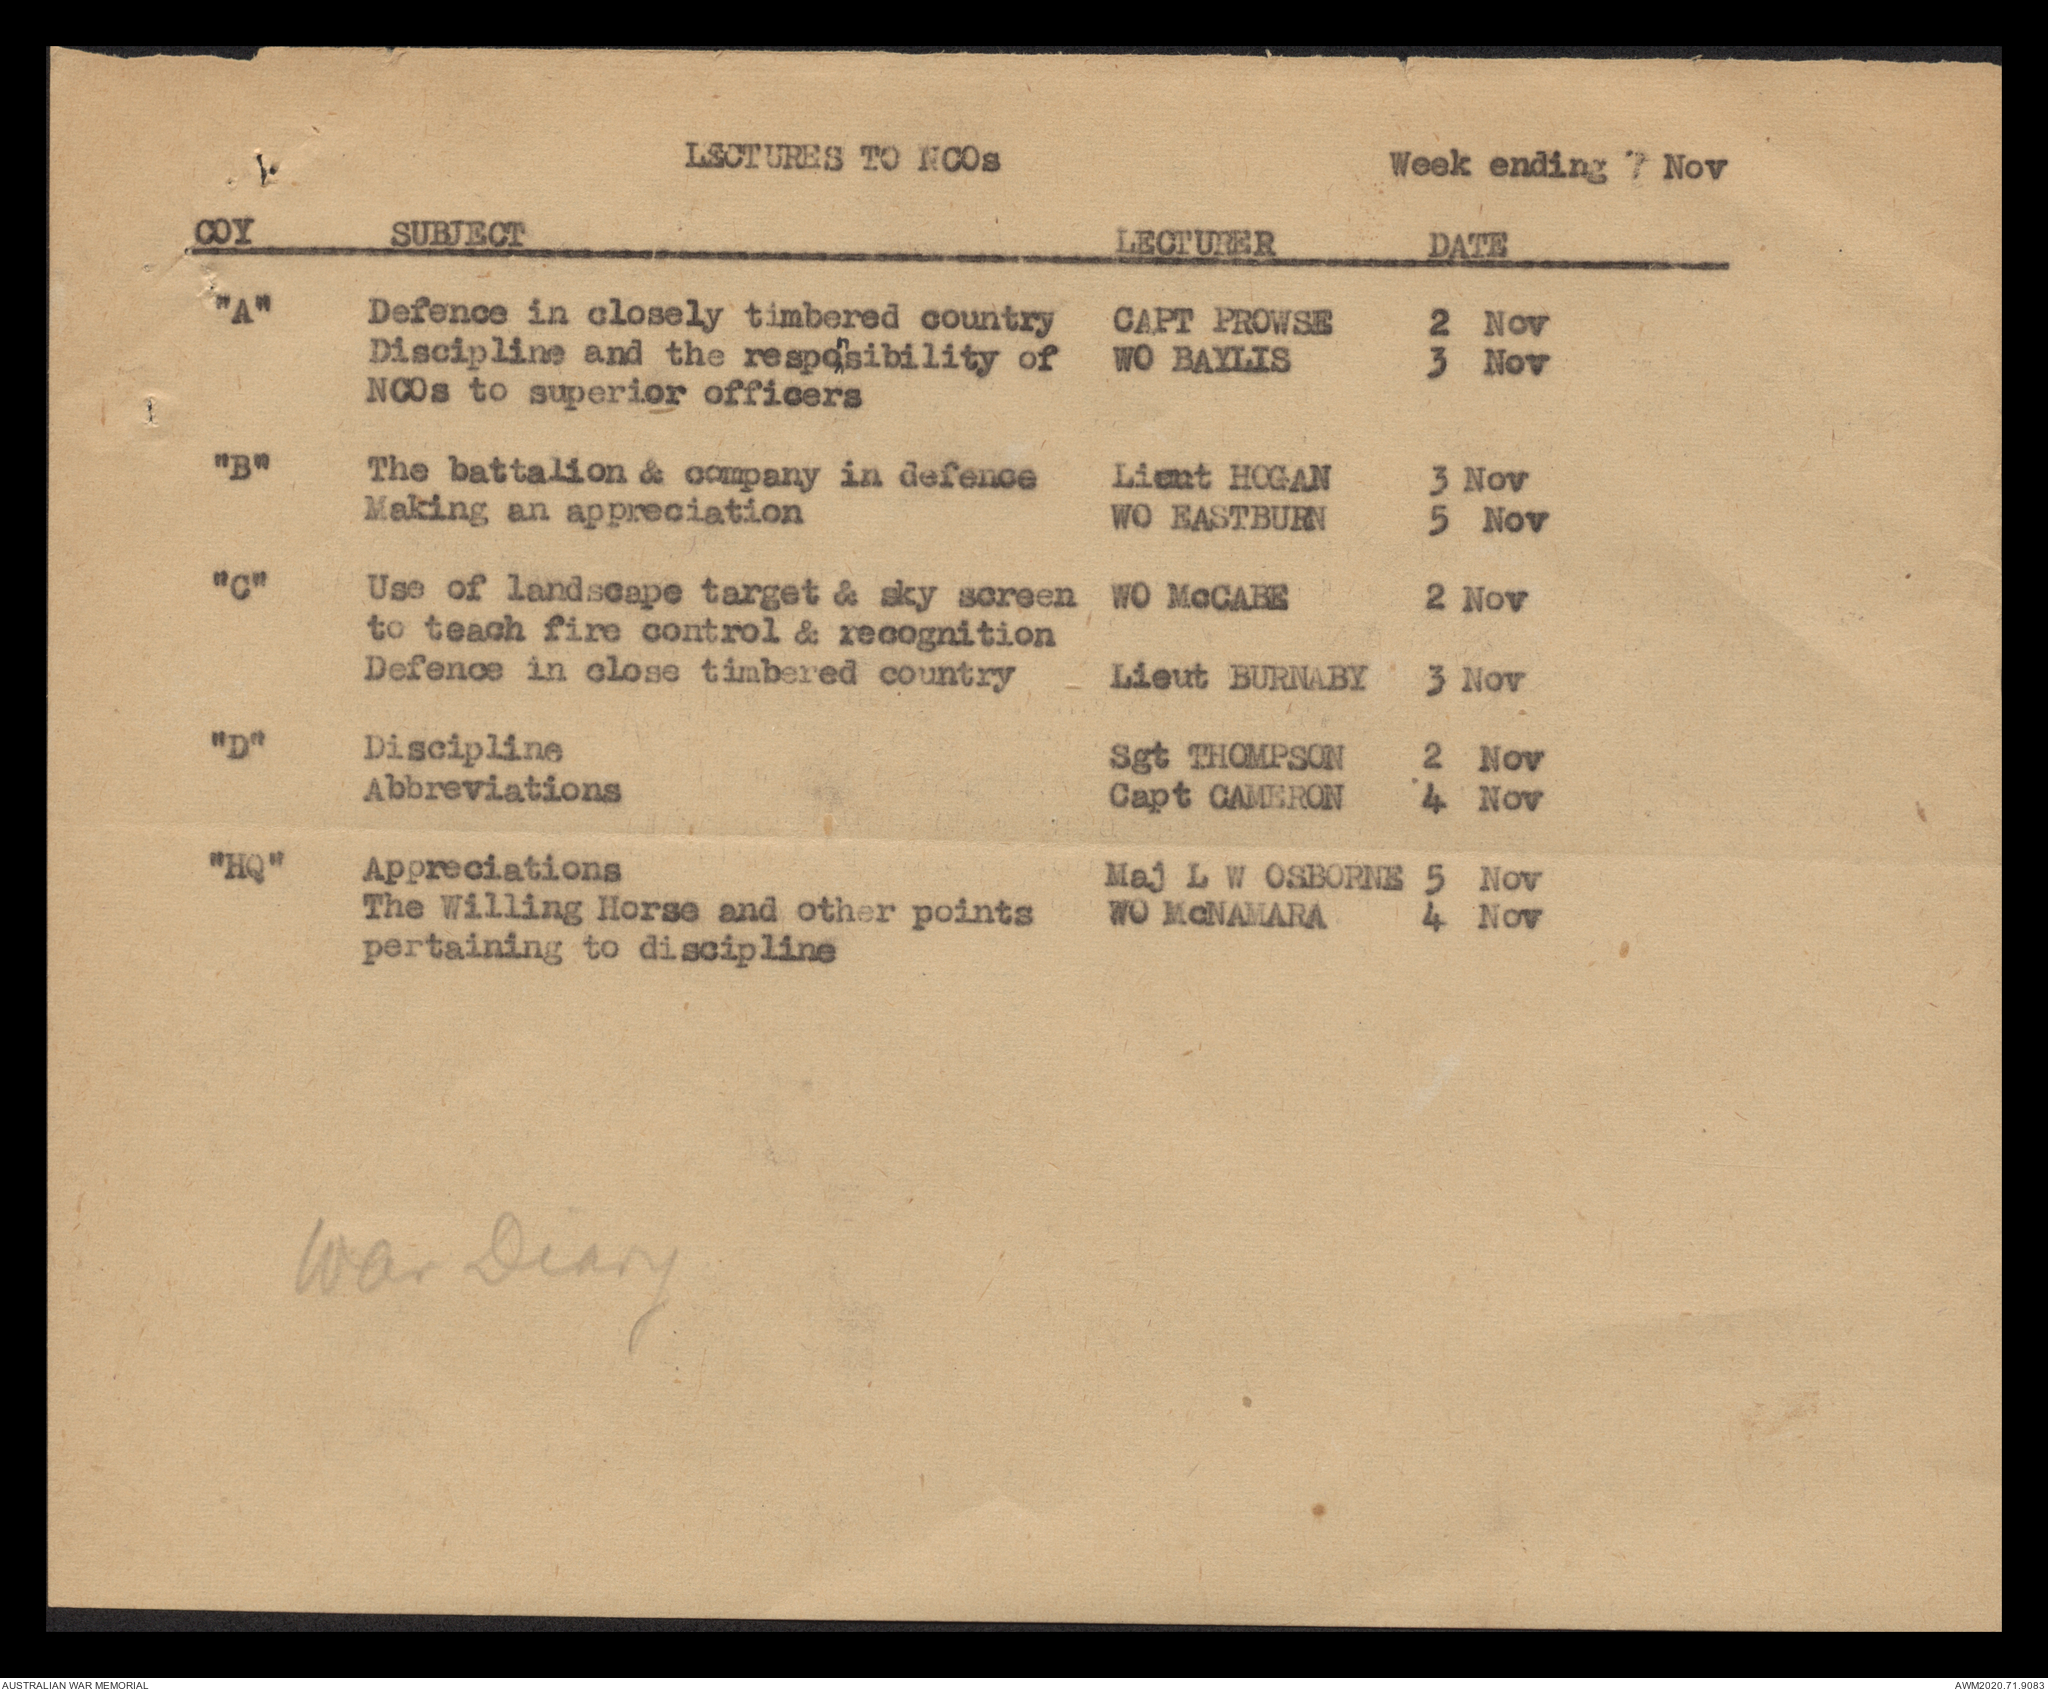 LECTURES TO NCOs Week ending 7 Nov
COY SUBJECT LECTURER DATE
"A" Defence in closely timbered country CAPT PROWSE 2 Nov
Discipline and the responsibility of WO BAYLIS 3 Nov
NCOs to superior officers
"B" The battalion & company in defence Lieut HOGAN 3 Nov
Making an appreciation WO EASTBURN 5 Nov
"C" Use of landscape target & sky screen WO McCABE 2 Nov
to teach fire control & recognition
Defence in close timbered country Lieut BURNABY 3 Nov
"D" Discipline Sgt THOMPSON 2 Nov
Abbreviations Capt CAMERON 4 Nov
"HQ" Appreciations Maj L W OSBORNE 5 Nov
The Willing Horse and other points WO McNAMARA 4 Nov
pertaining to discipline
War Diary
AUSTRALIAN WAR MEMORIAL AWM2020.71.9083